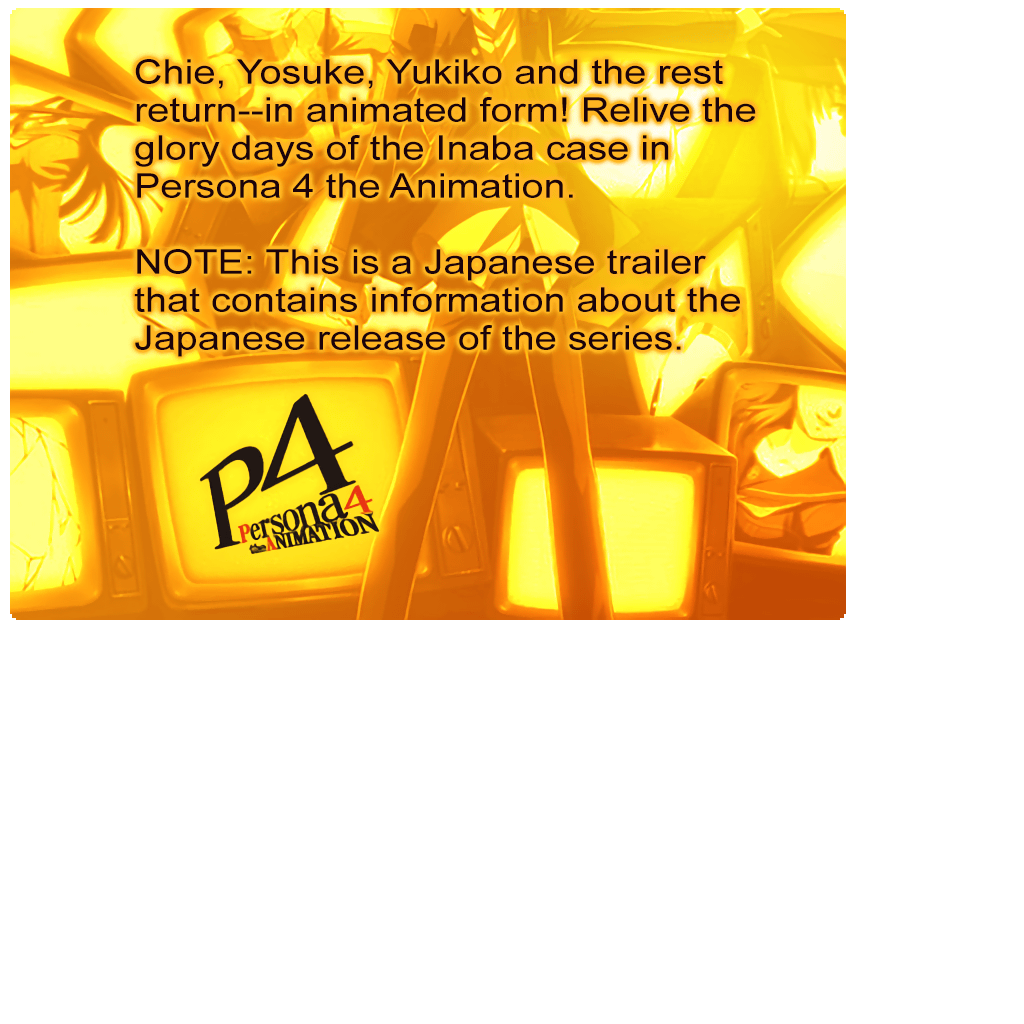 Chie, Yosuke, Yukiko and the rest
return--in animated form! Relive the
glory days of the Inaba case in
Persona 4 the Animation.
NOTE: This is a Japanese trailer
that contains information about the
Japanese release of the series.
P4
Persona4
the ANIMATION